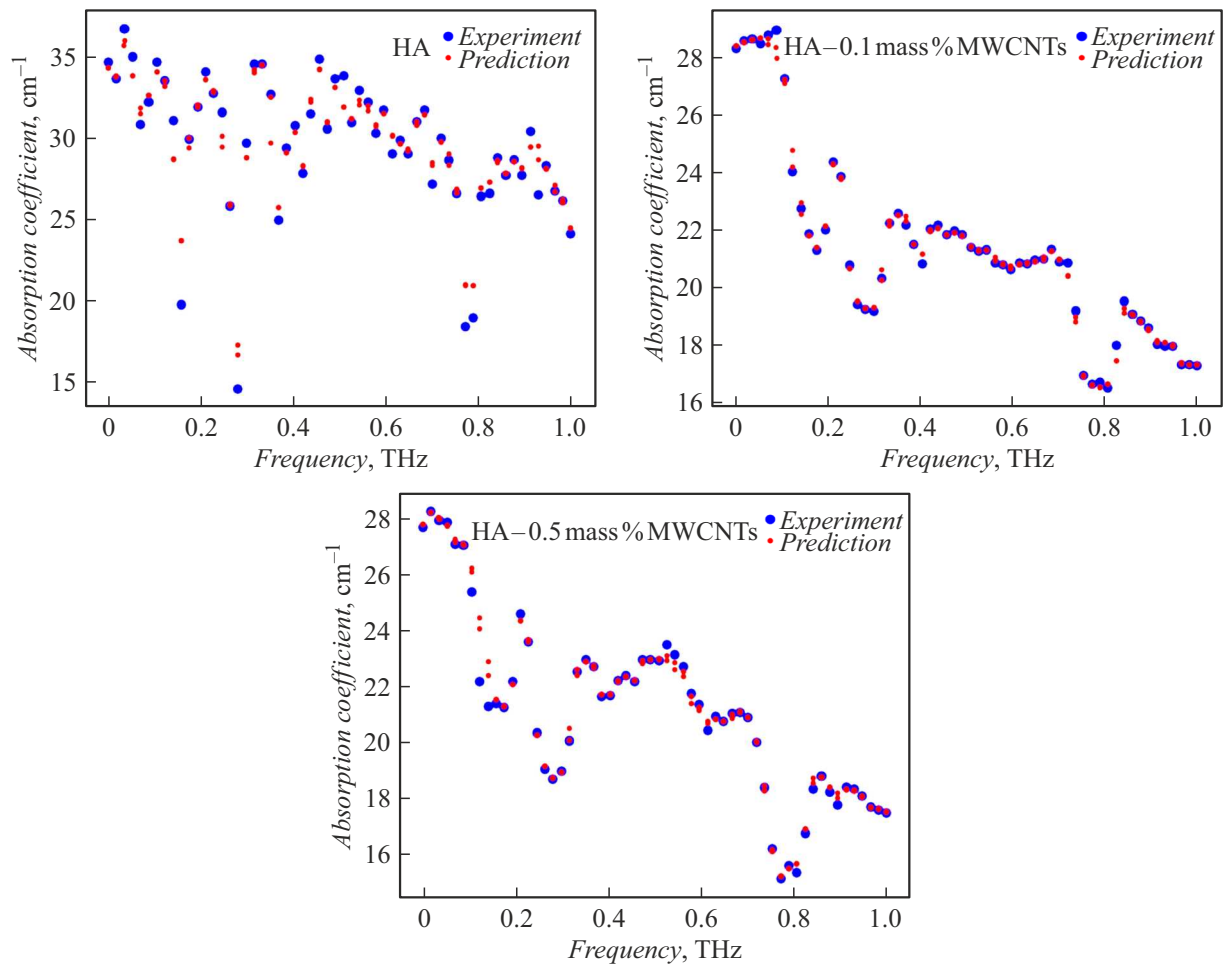 HA
Experiment
Prediction
Absorption coefficient, cm⁻¹
35
30
25
20
15
0 0.2 0.4 0.6 0.8 1.0
Frequency, THz
HA–0.1 mass % MWCNTs
Experiment
Prediction
Absorption coefficient, cm⁻¹
28
26
24
22
20
18
16
0 0.2 0.4 0.6 0.8 1.0
Frequency, THz
HA–0.5 mass % MWCNTs
Experiment
Prediction
Absorption coefficient, cm⁻¹
28
26
24
22
20
18
16
0 0.2 0.4 0.6 0.8 1.0
Frequency, THz